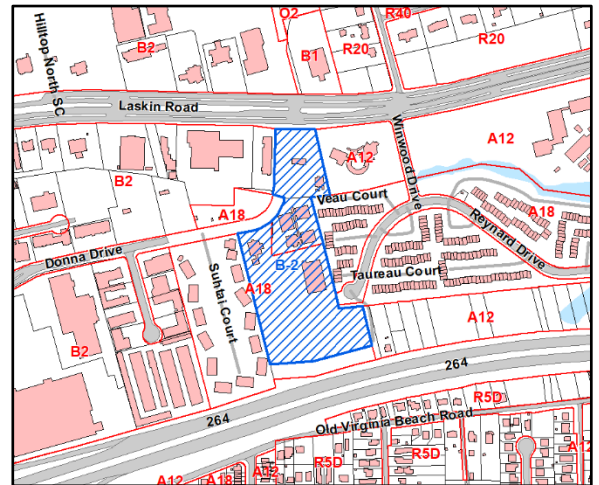 O2
R40
Hilltop North SC
B2
B1
R20
R20
Laskin Road
Winwood Drive
A12
A12
B2
Veau Court
A18
A18
Reynard Drive
Donna Drive
Suhtai Court
B-2
A18
Taureau Court
A12
B2
264
264
R5D
Old Virginia Beach Road
R5D
R5D
A12
A12
A18
A12